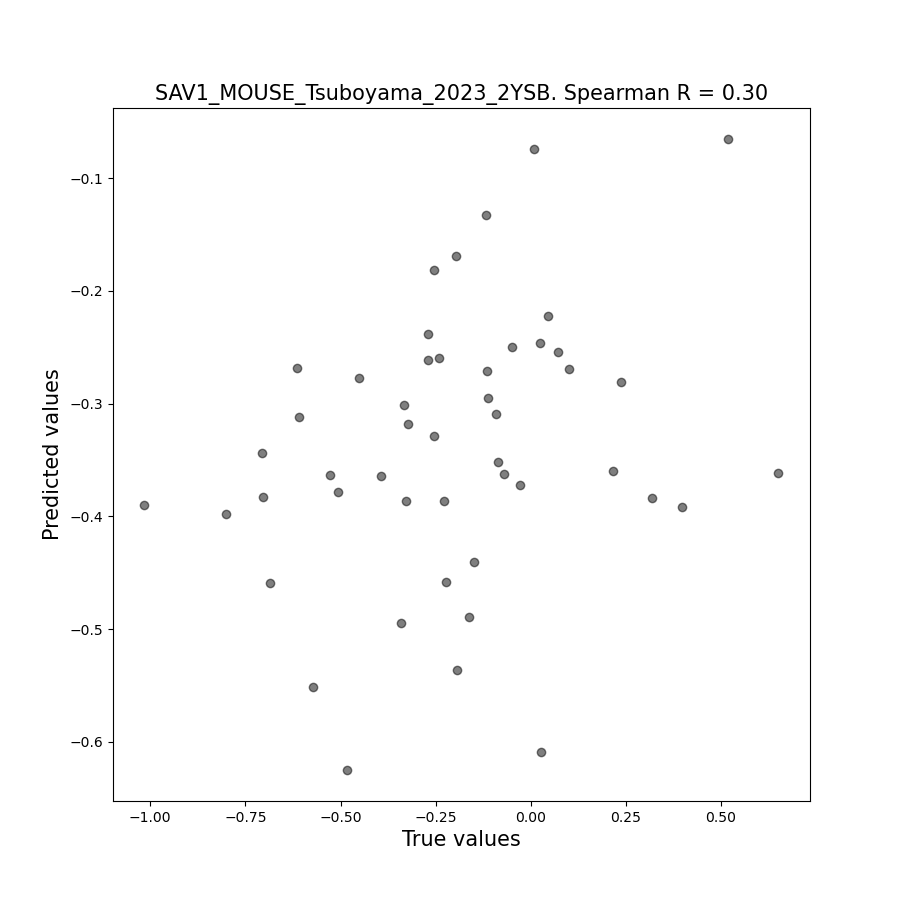 SAV1_MOUSE_Tsuboyama_2023_2YSB. Spearman R = 0.30
Predicted values
−0.1
−0.2
−0.3
−0.4
−0.5
−0.6
−1.00 −0.75 −0.50 −0.25 0.00 0.25 0.50
True values